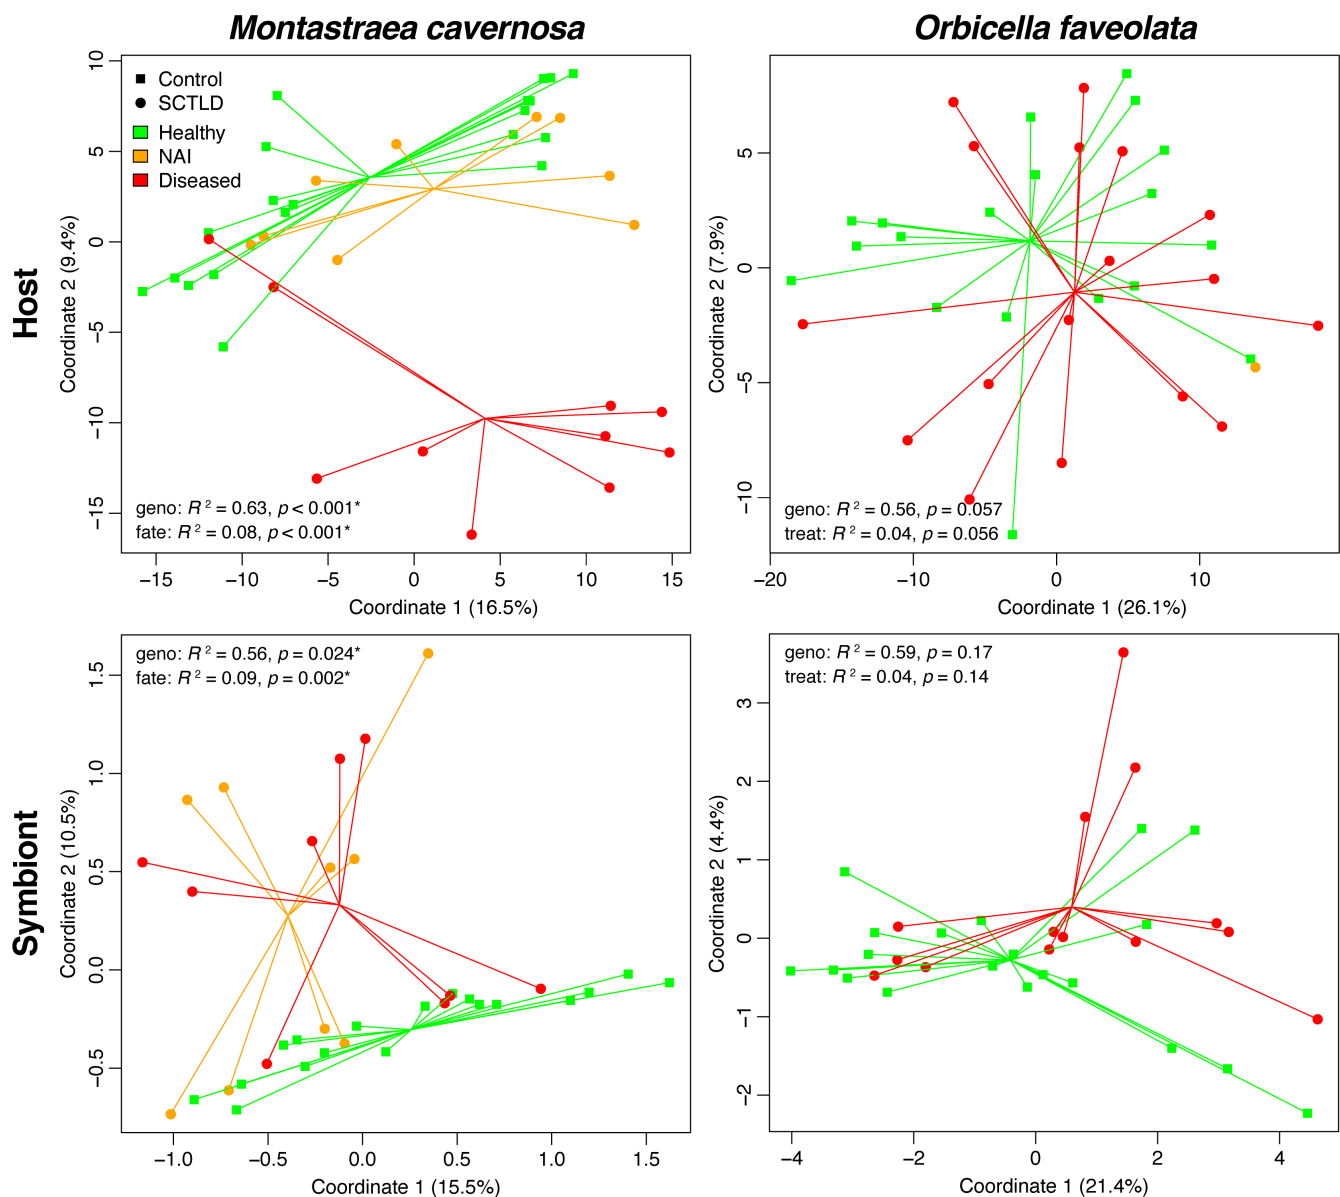 Montastraea cavernosa
Orbicella faveolata
Host
Symbiont
Control
SCTLD
Healthy
NAI
Diseased
10
5
0
−5
−10
−15
Coordinate 2 (9.4%)
geno: R² = 0.63, p < 0.001*
fate: R² = 0.08, p < 0.001*
−15 −10 −5 0 5 10 15
Coordinate 1 (16.5%)
5
0
−5
−10
Coordinate 2 (7.9%)
geno: R² = 0.56, p = 0.057
treat: R² = 0.04, p = 0.056
−20 −10 0 10
Coordinate 1 (26.1%)
geno: R² = 0.56, p = 0.024*
fate: R² = 0.09, p = 0.002*
1.5
1.0
0.5
0.0
−0.5
Coordinate 2 (10.5%)
−1.0 −0.5 0.0 0.5 1.0 1.5
Coordinate 1 (15.5%)
geno: R² = 0.59, p = 0.17
treat: R² = 0.04, p = 0.14
3
2
1
0
−1
−2
Coordinate 2 (4.4%)
−4 −2 0 2 4
Coordinate 1 (21.4%)